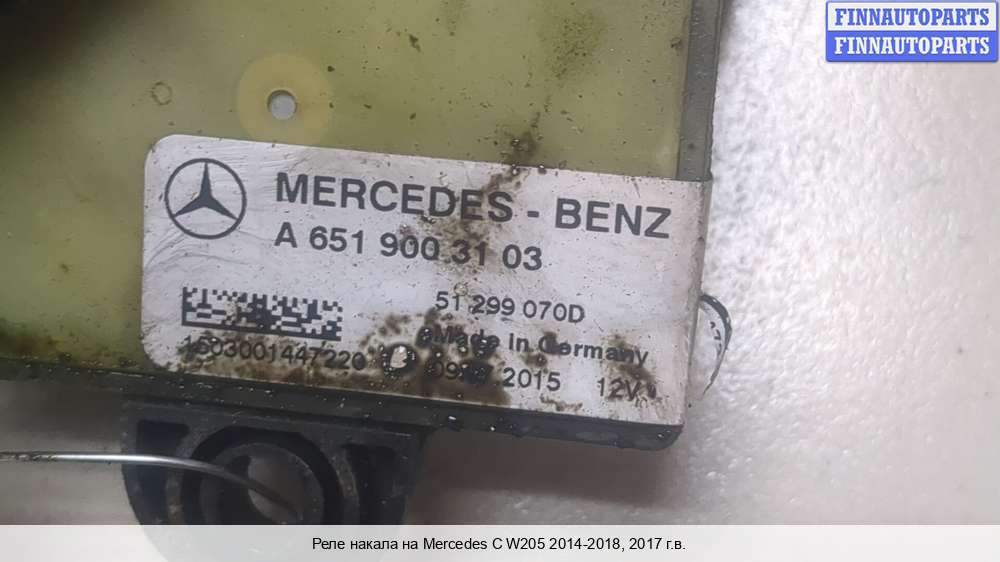 FINNAUTOPARTS
FINNAUTOPARTS
MERCEDES - BENZ
A 651 900 31 03
51 299 070D
Made in Germany
1503001447220
2015 12V
Реле накала на Mercedes C W205 2014-2018, 2017 г.в.